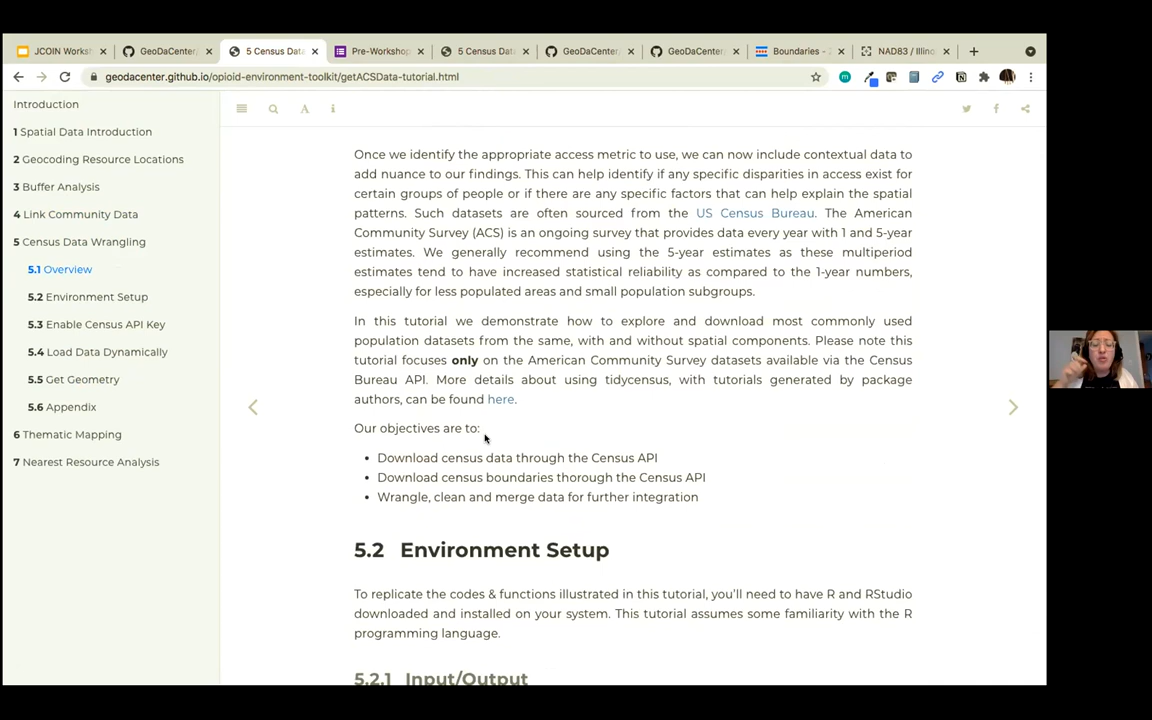 JCOIN Works
GeoDaCenter
5 Census Dat
Pre-Workshop
5 Census Dat
GeoDaCenter
GeoDaCenter
Boundaries - 
NAD83 / Illino
geodacenter.github.io/opioid-environment-toolkit/getACSData-tutorial.html
Introduction
1 Spatial Data Introduction
2 Geocoding Resource Locations
3 Buffer Analysis
4 Link Community Data
5 Census Data Wrangling
5.1 Overview
5.2 Environment Setup
5.3 Enable Census API Key
5.4 Load Data Dynamically
5.5 Get Geometry
5.6 Appendix
6 Thematic Mapping
7 Nearest Resource Analysis
Once we identify the appropriate access metric to use, we can now include contextual data to
add nuance to our findings. This can help identify if any specific disparities in access exist for
certain groups of people or if there are any specific factors that can help explain the spatial
patterns. Such datasets are often sourced from the US Census Bureau. The American
Community Survey (ACS) is an ongoing survey that provides data every year with 1 and 5-year
estimates. We generally recommend using the 5-year estimates as these multiperiod
estimates tend to have increased statistical reliability as compared to the 1-year numbers,
especially for less populated areas and small population subgroups.
In this tutorial we demonstrate how to explore and download most commonly used
population datasets from the same, with and without spatial components. Please note this
tutorial focuses only on the American Community Survey datasets available via the Census
Bureau API. More details about using tidycensus, with tutorials generated by package
authors, can be found here.
Our objectives are to:
• Download census data through the Census API
• Download census boundaries thorough the Census API
• Wrangle, clean and merge data for further integration
5.2 Environment Setup
To replicate the codes & functions illustrated in this tutorial, you'll need to have R and RStudio
downloaded and installed on your system. This tutorial assumes some familiarity with the R
programming language.
5.2.1 Input/Output